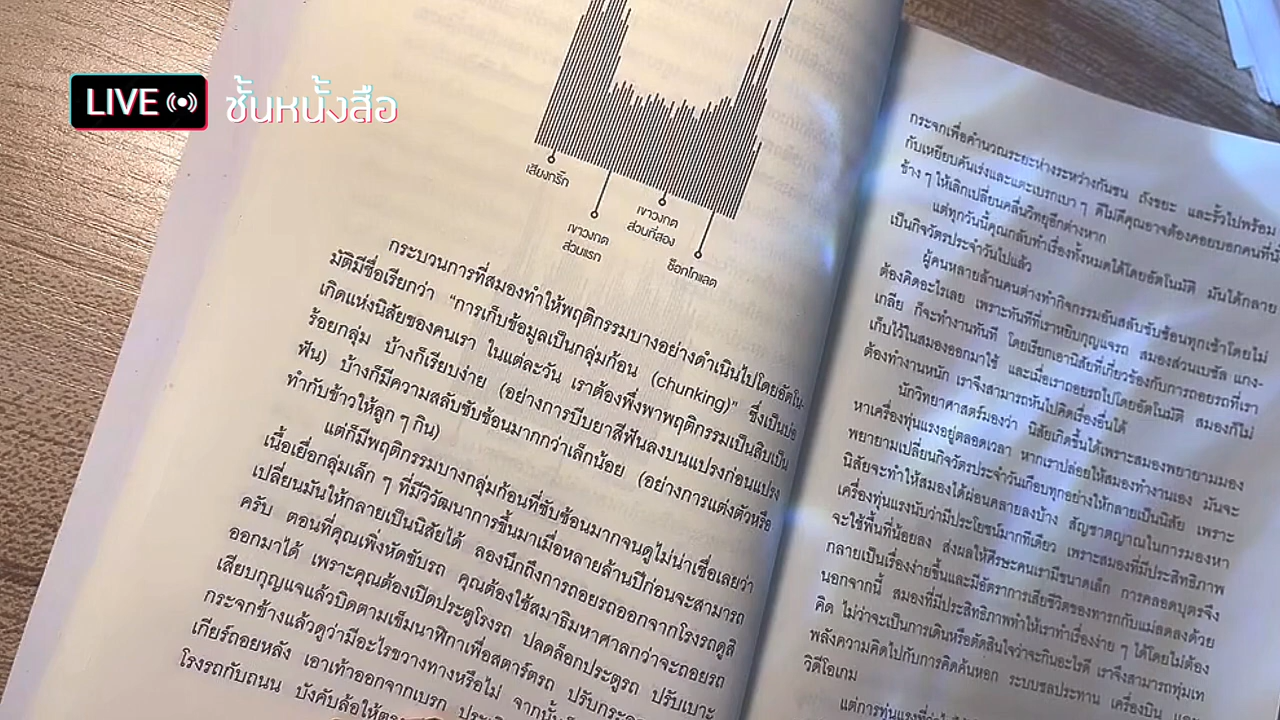 LIVE ชั้นหนังสือ
เสียงกริ๊ก
เขาวงกต
ส่วนแรก
เขาวงกต
ส่วนที่สอง
ช็อกโกแลต
กระบวนการที่สมองทำให้พฤติกรรมบางอย่างดำเนินไปโดยอัตโน-
มัติมีชื่อเรียกว่า “การเก็บข้อมูลเป็นกลุ่มก้อน (chunking)” ซึ่งเป็นบ่อ
เกิดแห่งนิสัยของคนเรา ในแต่ละวัน เราต้องพึ่งพาพฤติกรรมเป็นสิบเป็น
ร้อยกลุ่ม บ้างก็เรียบง่าย (อย่างการบีบยาสีฟันลงบนแปรงก่อนแปรง
ฟัน) บ้างก็มีความสลับซับซ้อนมากกว่าเล็กน้อย (อย่างการแต่งตัวหรือ
ทำกับข้าวให้ลูก ๆ กิน)
แต่ก็มีพฤติกรรมบางกลุ่มก้อนที่ซับซ้อนมากจนดูไม่น่าเชื่อเลยว่า
เนื้อเยื่อกลุ่มเล็ก ๆ ที่มีวิวัฒนาการขึ้นมาเมื่อหลายล้านปีก่อนจะสามารถ
เปลี่ยนมันให้กลายเป็นนิสัยได้ ลองนึกถึงการถอยรถออกจากโรงรถดูสิ
ครับ ตอนที่คุณเพิ่งหัดขับรถ คุณต้องใช้สมาธิมหาศาลกว่าจะถอยรถ
ออกมาได้ เพราะคุณต้องเปิดประตูโรงรถ ปลดล็อกประตูรถ ปรับเบาะ
เสียบกุญแจแล้วบิดตามเข็มนาฬิกาเพื่อสตาร์ตรถ ปรับกระจก
กระจกข้างแล้วดูว่ามีอะไรขวางทางหรือไม่ จากนั้น
เกียร์ถอยหลัง เอาเท้าออกจากเบรก
โรงรถกับถนน บังคับล้อให้ตรง
กระจกเพื่อคำนวณระยะห่างระหว่างกันชน ถังขยะ และรั้วไปพร้อม
กับเหยียบคันเร่งและแตะเบรกเบา ๆ ดีไม่ดีคุณอาจต้องคอยบอกคนที่นั่ง
ข้าง ๆ ให้เลิกเปลี่ยนคลื่นวิทยุอีกต่างหาก
แต่ทุกวันนี้คุณกลับทำเรื่องทั้งหมดได้โดยอัตโนมัติ มันได้กลาย
เป็นกิจวัตรประจำวันไปแล้ว
ผู้คนหลายล้านคนต่างทำกิจกรรมอันสลับซับซ้อนทุกเช้าโดยไม่
ต้องคิดอะไรเลย เพราะทันทีที่เราหยิบกุญแจรถ สมองส่วนเบซัล แกง-
เกลีย ก็จะทำงานทันที โดยเรียกเอานิสัยที่เกี่ยวข้องกับการถอยรถที่เรา
เก็บไว้ในสมองออกมาใช้ และเมื่อเราถอยรถไปโดยอัตโนมัติ สมองก็ไม่
ต้องทำงานหนัก เราจึงสามารถหันไปคิดเรื่องอื่นได้
นักวิทยาศาสตร์มองว่า นิสัยเกิดขึ้นได้เพราะสมองพยายามมอง
หาเครื่องทุ่นแรงอยู่ตลอดเวลา หากเราปล่อยให้สมองทำงานเอง มันจะ
พยายามเปลี่ยนกิจวัตรประจำวันเกือบทุกอย่างให้กลายเป็นนิสัย เพราะ
นิสัยจะทำให้สมองได้ผ่อนคลายลงบ้าง สัญชาตญาณในการมองหา
เครื่องทุ่นแรงนับว่ามีประโยชน์มากทีเดียว เพราะสมองที่มีประสิทธิภาพ
จะใช้พื้นที่น้อยลง ส่งผลให้ศีรษะคนเรามีขนาดเล็ก การคลอดบุตรจึง
กลายเป็นเรื่องง่ายขึ้นและมีอัตราการเสียชีวิตของทารกกับแม่ลดลงด้วย
นอกจากนี้ สมองที่มีประสิทธิภาพทำให้เราทำเรื่องง่าย ๆ ได้โดยไม่ต้อง
คิด ไม่ว่าจะเป็นการเดินหรือตัดสินใจว่าจะกินอะไรดี เราจึงสามารถทุ่มเท
พลังความคิดไปกับการคิดค้นหอก ระบบชลประทาน เครื่องบิน และ
วิดีโอเกม
แต่การทุ่นแรง